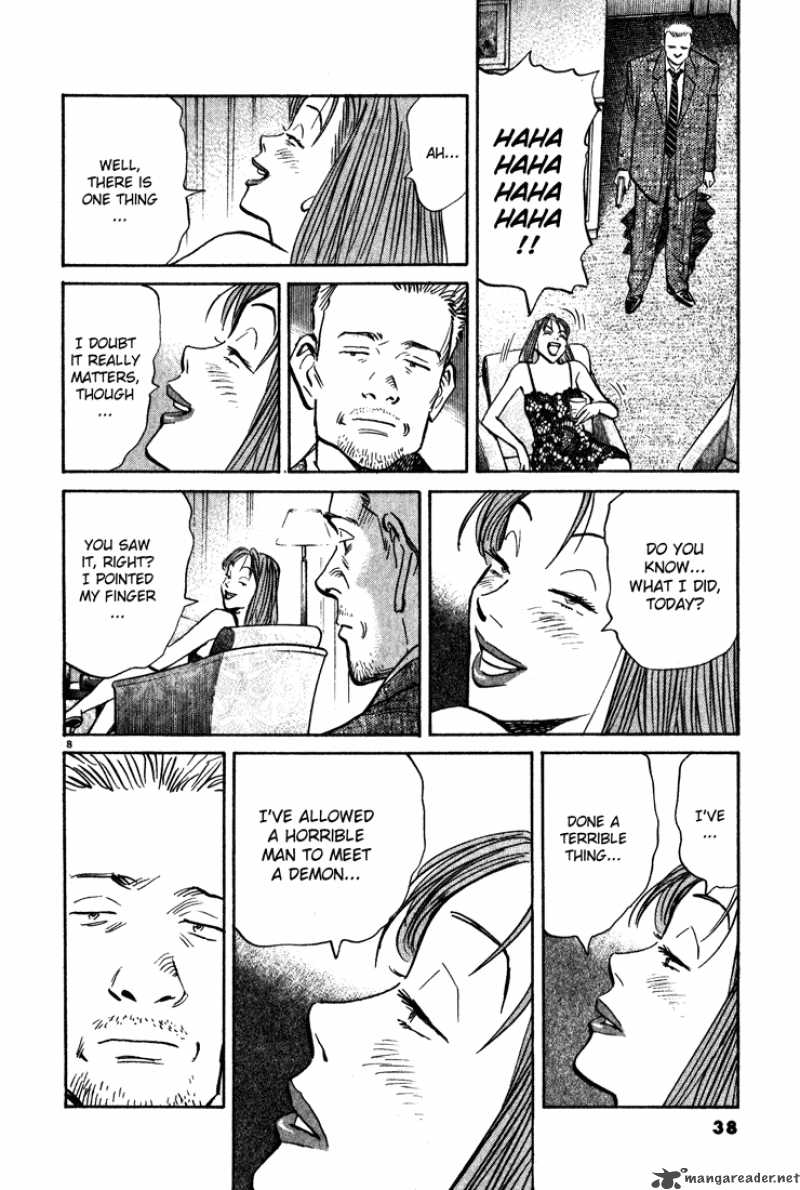 HAHA
HAHA
HAHA
HAHA
!!
AH...
WELL,
THERE IS
ONE THING
...
I DOUBT
IT REALLY
MATTERS,
THOUGH
...
DO YOU
KNOW...
WHAT I DID,
TODAY?
YOU SAW
IT, RIGHT?
I POINTED
MY FINGER
...
8
I'VE
...
DONE A
TERRIBLE
THING...
I'VE ALLOWED
A HORRIBLE
MAN TO MEET
A DEMON...
38
mangareader.net